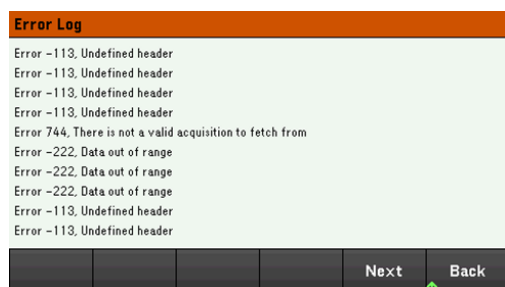 Error Log
Error -113, Undefined header
Error -113, Undefined header
Error -113, Undefined header
Error -113, Undefined header
Error 744, There is not a valid acquisition to fetch from
Error -222, Data out of range
Error -222, Data out of range
Error -222, Data out of range
Error -113, Undefined header
Error -113, Undefined header
Next Back